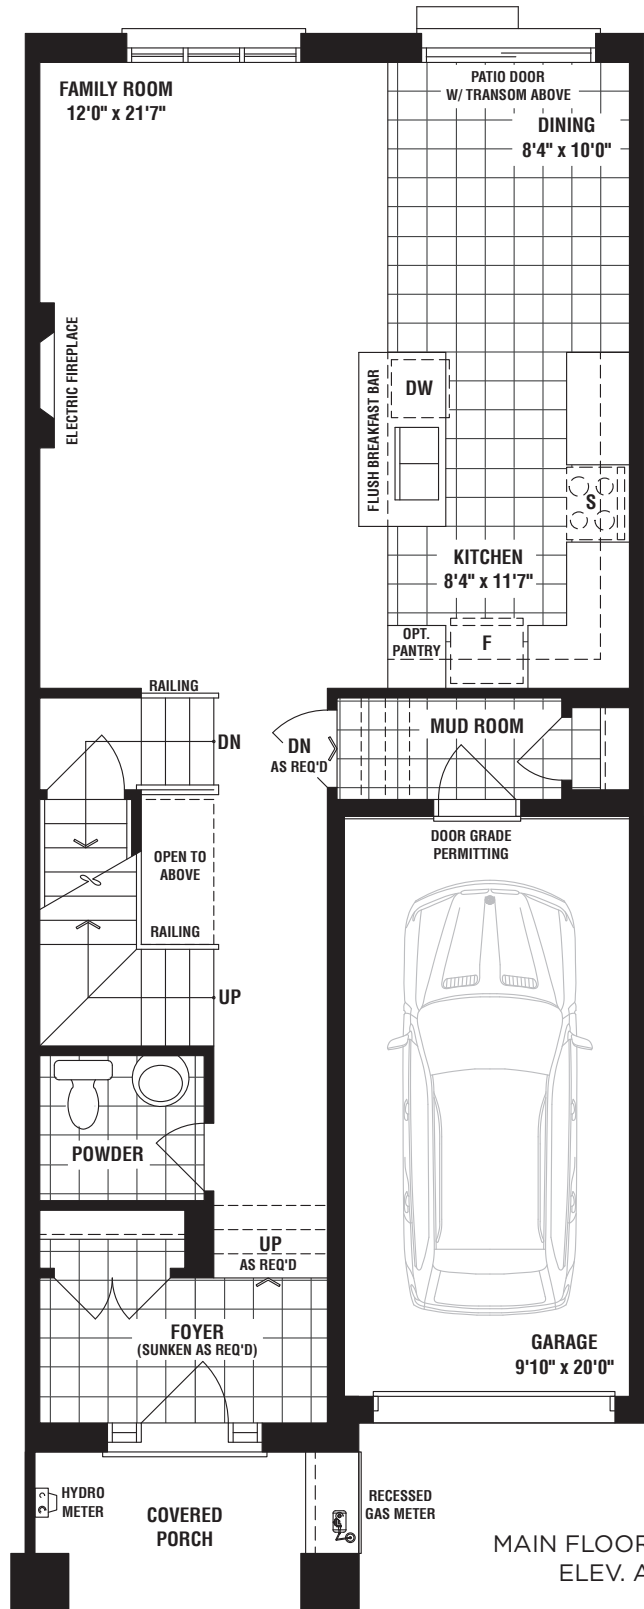 FAMILY ROOM
12'0" x 21'7"
PATIO DOOR
W/ TRANSOM ABOVE
DINING
8'4" x 10'0"
ELECTRIC FIREPLACE
FLUSH BREAKFAST BAR
DW
S
KITCHEN
8'4" x 11'7"
OPT.
PANTRY
F
RAILING
DN
DN
AS REQ'D
MUD ROOM
DOOR GRADE
PERMITTING
OPEN TO
ABOVE
RAILING
UP
POWDER
UP
AS REQ'D
FOYER
(SUNKEN AS REQ'D)
GARAGE
9'10" x 20'0"
HYDRO
METER
COVERED
PORCH
RECESSED
GAS METER
MAIN FLOOR
ELEV. A